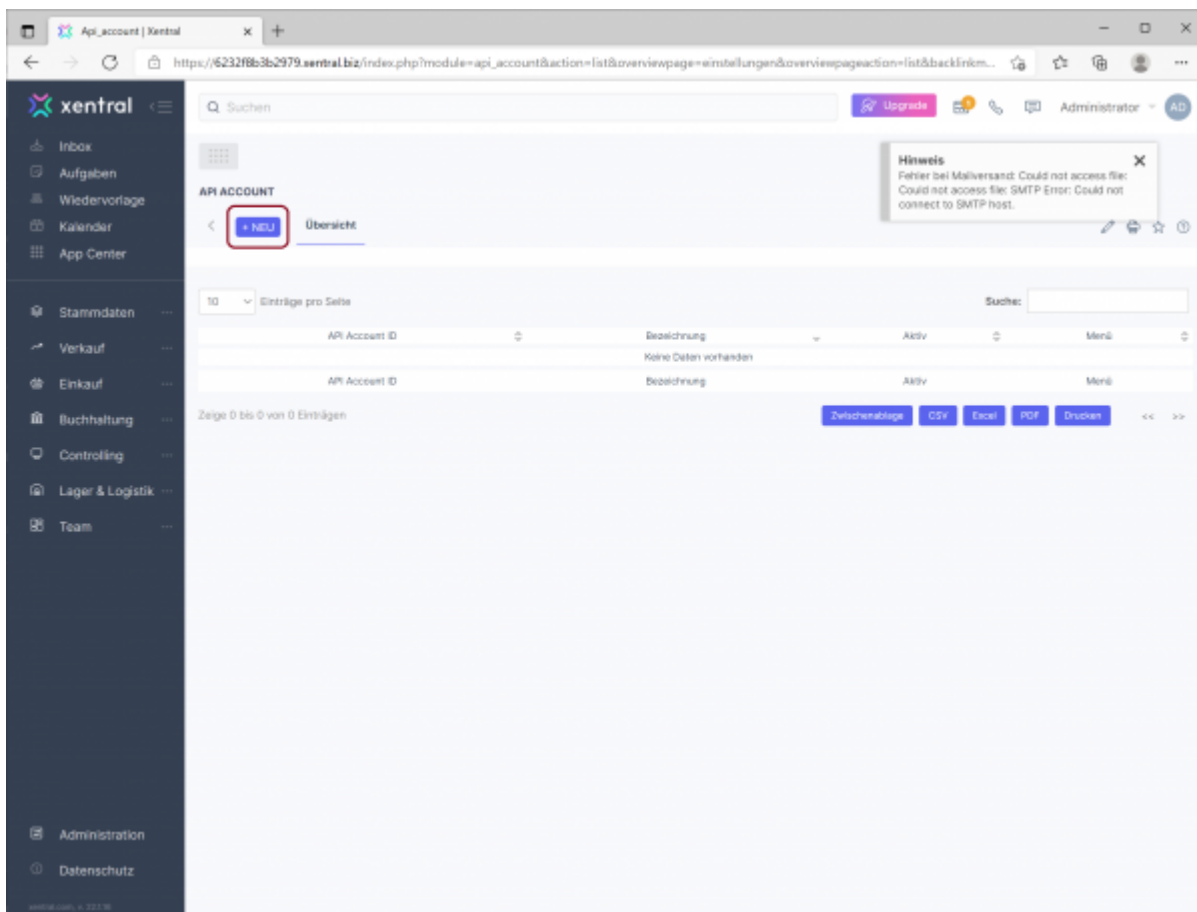 Api_account | Xentral
https://6232f8b3b2979.xentral.biz/index.php?module=api_account&action=list&overviewpage=einstellungen&overviewpageaction=list&backlinkm...
xentral
Suchen
Upgrade
Administrator
AD
Inbox
Aufgaben
Wiedervorlage
Kalender
App Center
Stammdaten
Verkauf
Einkauf
Buchhaltung
Controlling
Lager & Logistik
Team
Administration
Datenschutz
Hinweis
Fehler bei Mailversand: Could not access file:
Could not access file: SMTP Error: Could not
connect to SMTP host.
API ACCOUNT
+ NEU Übersicht
10 Einträge pro Seite Suche:
API Account ID Bezeichnung Aktiv Menü
Keine Daten vorhanden
API Account ID Bezeichnung Aktiv Menü
Zeige 0 bis 0 von 0 Einträgen
Zwischenablage CSV Excel PDF Drucken << >>